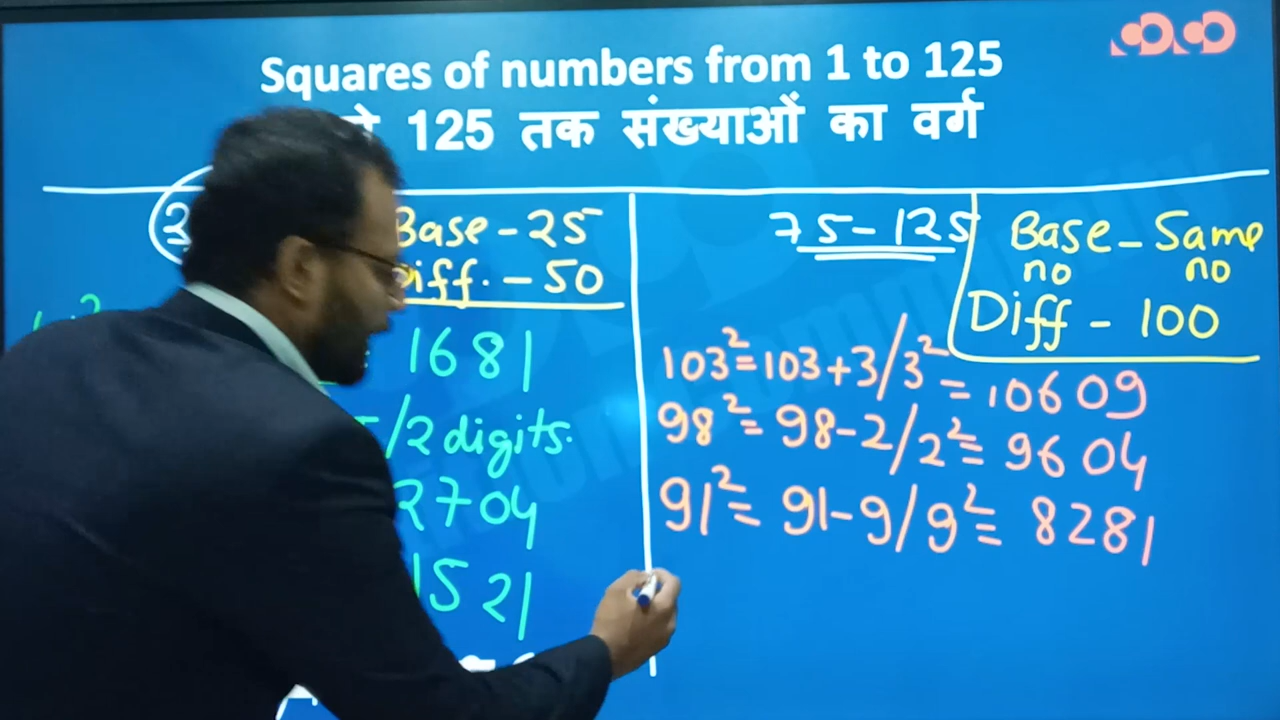 Squares of numbers from 1 to 125
125 तक संख्याओं का वर्ग
Base - 25
Diff. - 50
1681
/2 digits.
2704
1521
75-125
Base - Same
no no
Diff - 100
103² = 103+3/3² = 10609
98² = 98-2/2² = 9604
91² = 91-9/9² = 8281